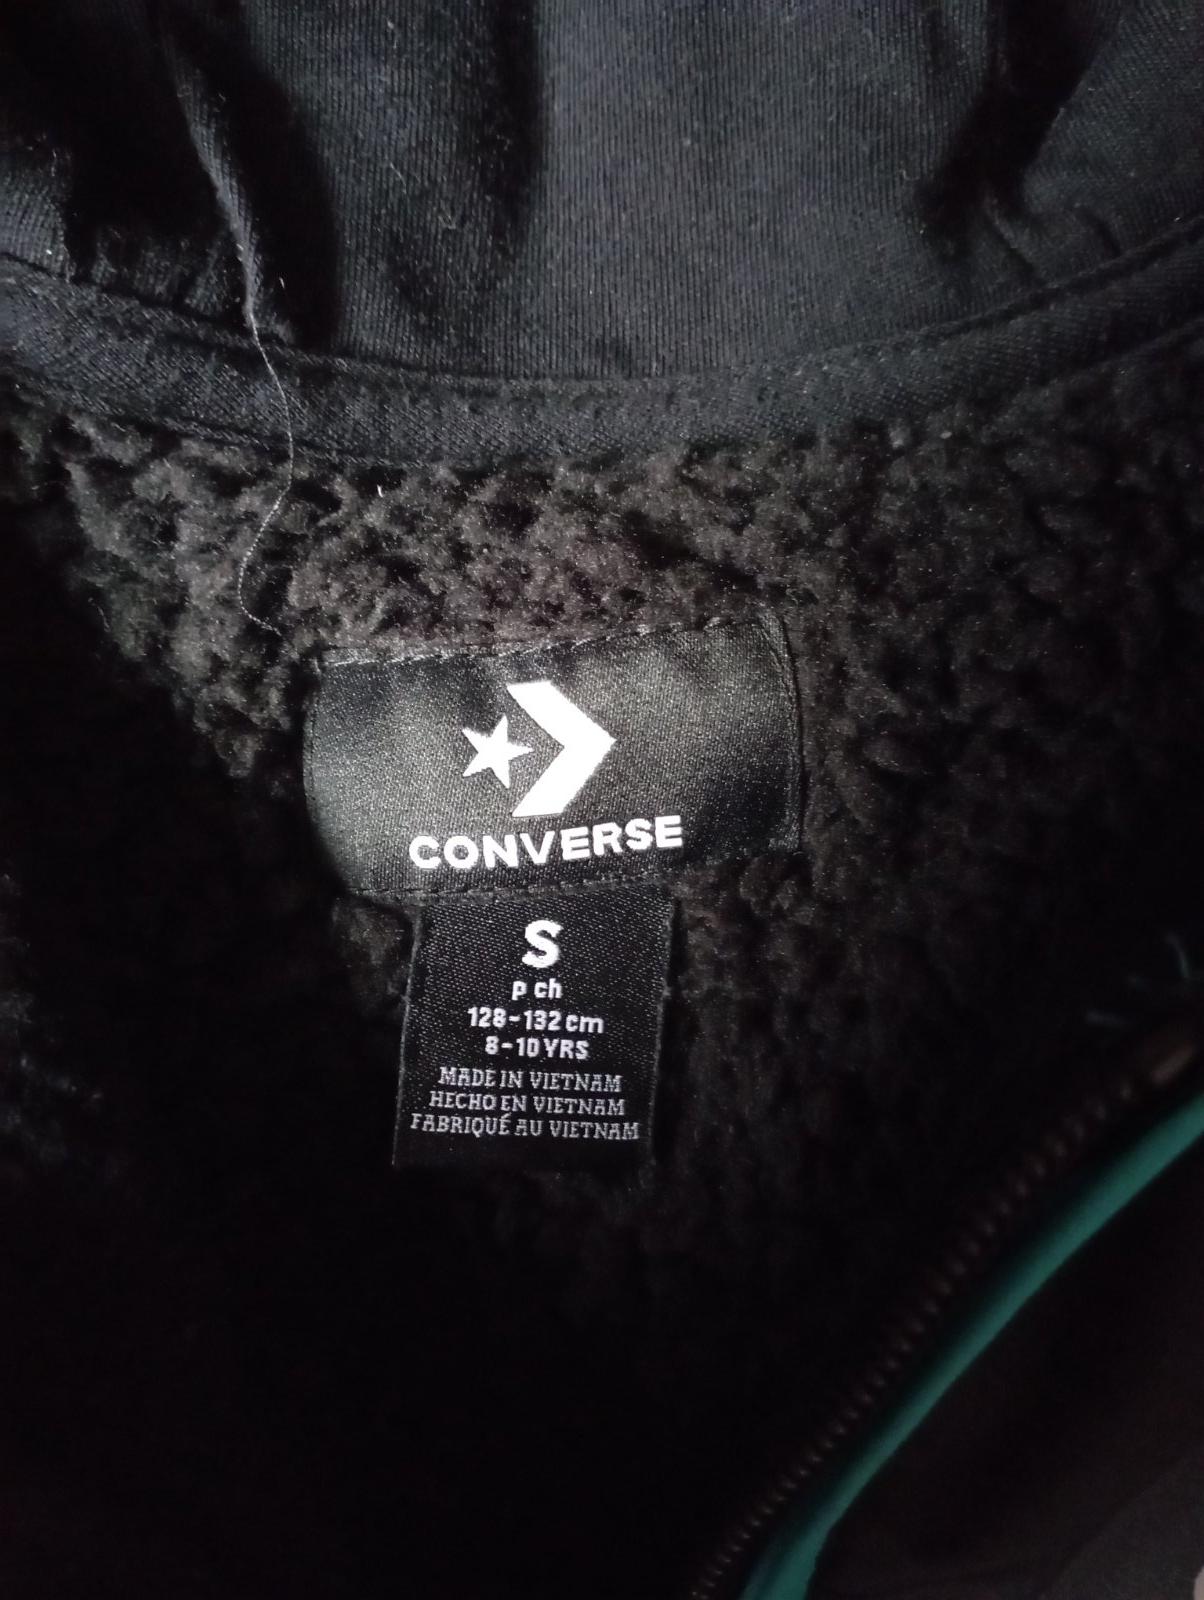 CONVERSE
S
p ch
128-132 cm
8-10 YRS
MADE IN VIETNAM
HECHO EN VIETNAM
FABRIQUÉ AU VIETNAM